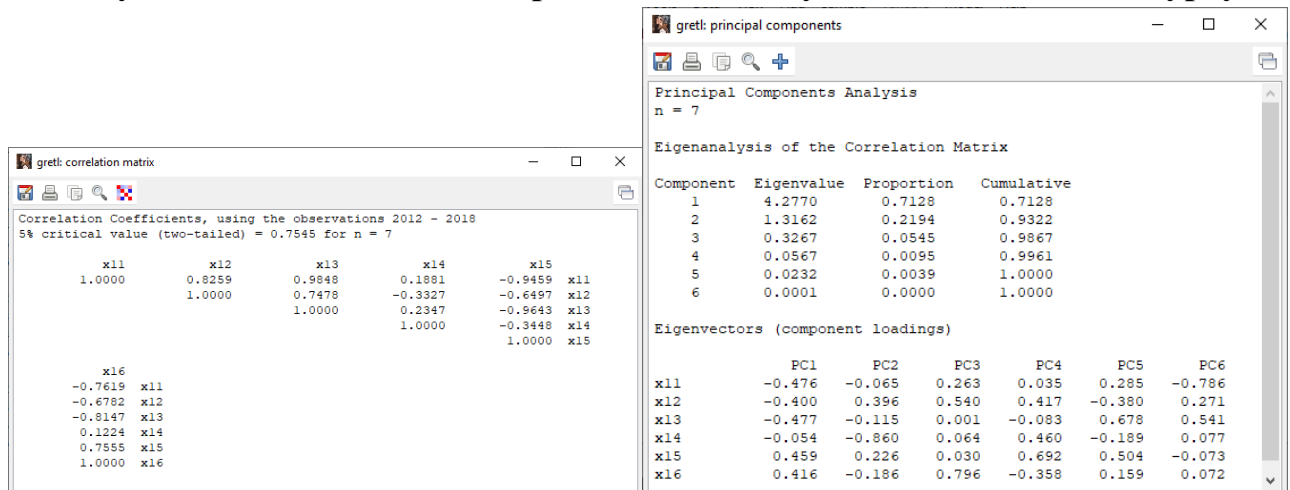 gretl: correlation matrix
Correlation Coefficients, using the observations 2012 - 2018
5% critical value (two-tailed) = 0.7545 for n = 7
x11 x12 x13 x14 x15
1.0000 0.8259 0.9848 0.1881 -0.9459 x11
1.0000 0.7478 -0.3327 -0.6497 x12
1.0000 0.2347 -0.9643 x13
1.0000 -0.3448 x14
1.0000 x15
x16
-0.7619 x11
-0.6782 x12
-0.8147 x13
0.1224 x14
0.7555 x15
1.0000 x16
gretl: principal components
Principal Components Analysis
n = 7
Eigenanalysis of the Correlation Matrix
Component Eigenvalue Proportion Cumulative
1 4.2770 0.7128 0.7128
2 1.3162 0.2194 0.9322
3 0.3267 0.0545 0.9867
4 0.0567 0.0095 0.9961
5 0.0232 0.0039 1.0000
6 0.0001 0.0000 1.0000
Eigenvectors (component loadings)
PC1 PC2 PC3 PC4 PC5 PC6
x11 -0.476 -0.065 0.263 0.035 0.285 -0.786
x12 -0.400 0.396 0.540 0.417 -0.380 0.271
x13 -0.477 -0.115 0.001 -0.083 0.678 0.541
x14 -0.054 -0.860 0.064 0.460 -0.189 0.077
x15 0.459 0.226 0.030 0.692 0.504 -0.073
x16 0.416 -0.186 0.796 -0.358 0.159 0.072